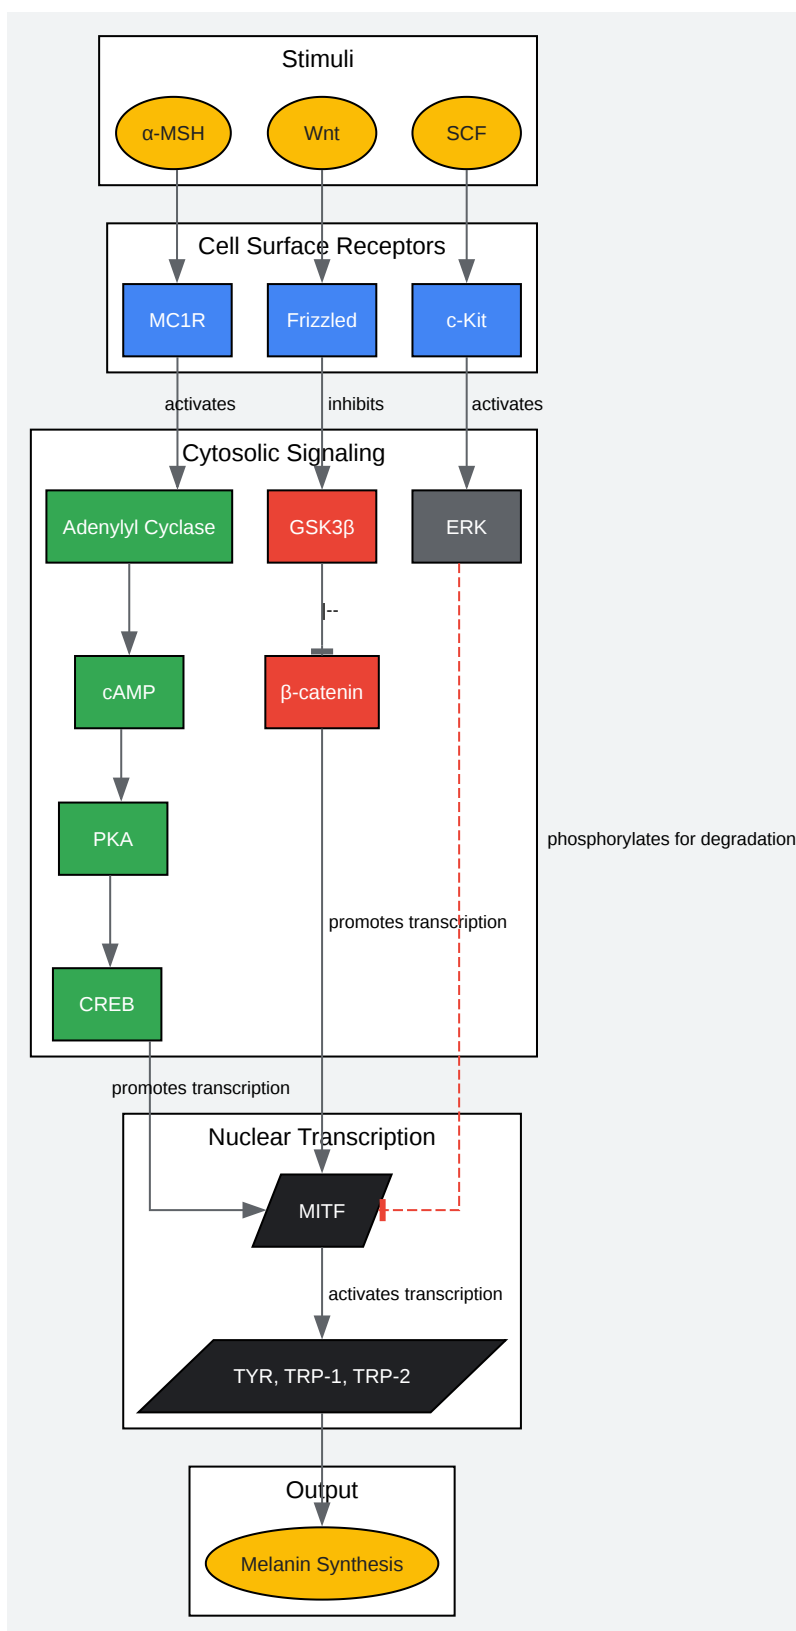 Stimuli
α-MSH
Wnt
SCF
Cell Surface Receptors
MC1R
Frizzled
c-Kit
activates
inhibits
activates
Cytosolic Signaling
Adenylyl Cyclase
GSK3β
ERK
|--
cAMP
β-catenin
PKA
phosphorylates for degradation
promotes transcription
CREB
promotes transcription
Nuclear Transcription
MITF
activates transcription
TYR, TRP-1, TRP-2
Output
Melanin Synthesis